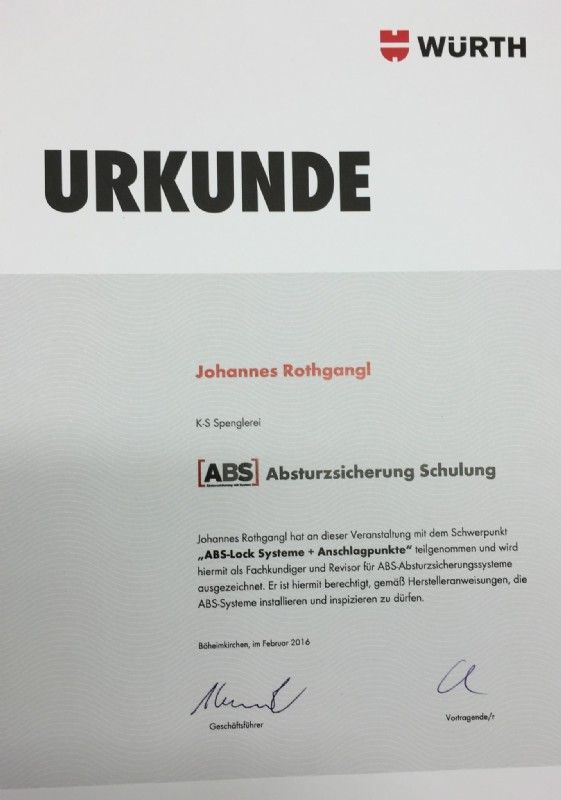 WÜRTH
URKUNDE
Johannes Rothgangl
K-S Spenglerei
[ABS] Absturzsicherung Schulung
Johannes Rothgangl hat an dieser Veranstaltung mit dem Schwerpunkt
„ABS-Lock Systeme + Anschlagpunkte“ teilgenommen und wird
hiermit als Fachkundiger und Revisor für ABS-Absturzsicherungssysteme
ausgezeichnet. Er ist hiermit berechtigt, gemäß Herstelleranweisungen, die
ABS-Systeme installieren und inspizieren zu dürfen.
Böheimkirchen, im Februar 2016
Geschäftsführer
Vortragende/r